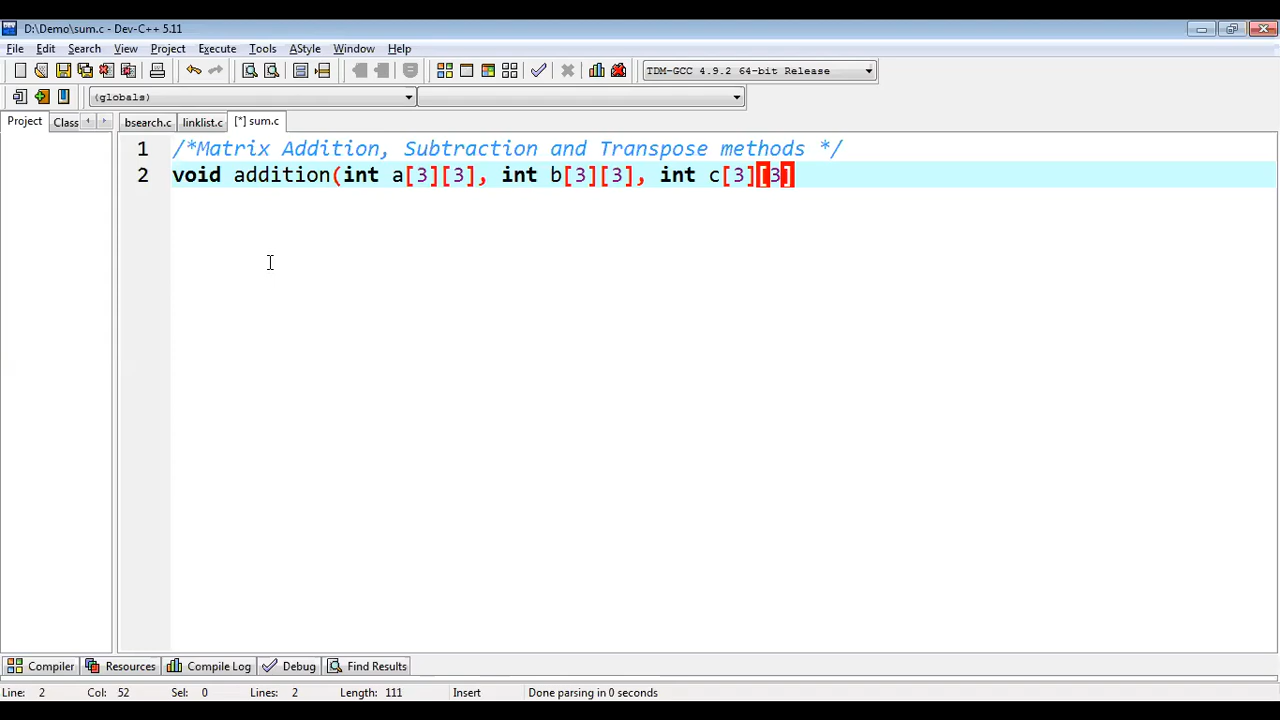 D:\Demo\sum.c - Dev-C++ 5.11
File Edit Search View Project Execute Tools AStyle Window Help
TDM-GCC 4.9.2 64-bit Release
(globals)
Project Class bsearch.c linklist.c [*] sum.c
1 /*Matrix Addition, Subtraction and Transpose methods */
2 void addition(int a[3][3], int b[3][3], int c[3][3]
Compiler Resources Compile Log Debug Find Results
Line: 2 Col: 52 Sel: 0 Lines: 2 Length: 111 Insert Done parsing in 0 seconds